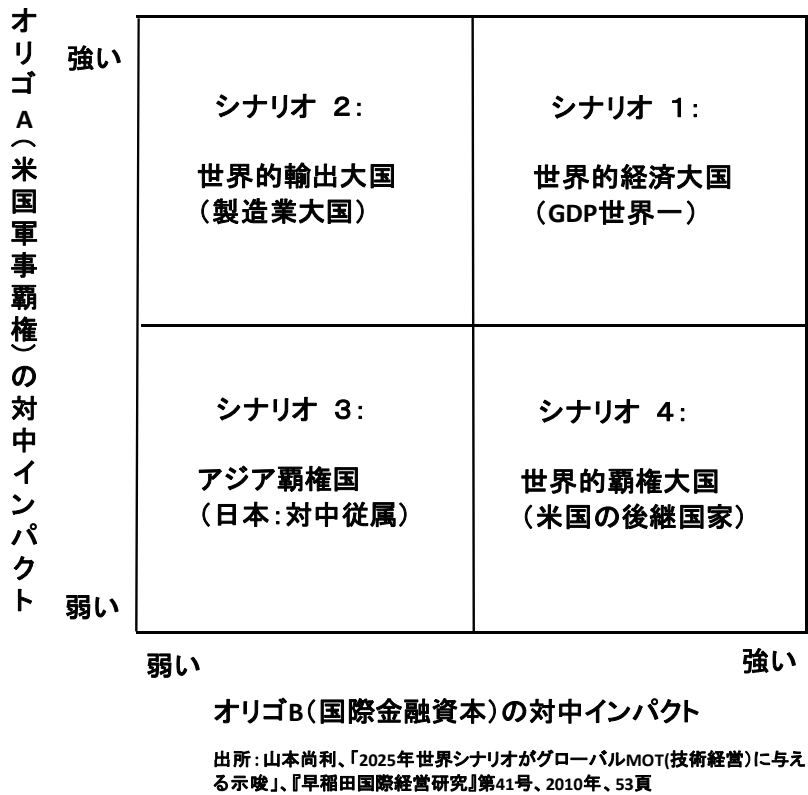 オリゴA（米国軍事覇権）の対中インパクト
強い
シナリオ 2：
世界的輸出大国
（製造業大国）
シナリオ 1：
世界的経済大国
（GDP世界一）
シナリオ 3：
アジア覇権国
（日本：対中従属）
シナリオ 4：
世界的覇権大国
（米国の後継国家）
弱い
弱い
強い
オリゴB（国際金融資本）の対中インパクト
出所：山本尚利、「2025年世界シナリオがグローバルMOT(技術経営）に与え
る示唆」、『早稲田国際経営研究』第41号、2010年、53頁